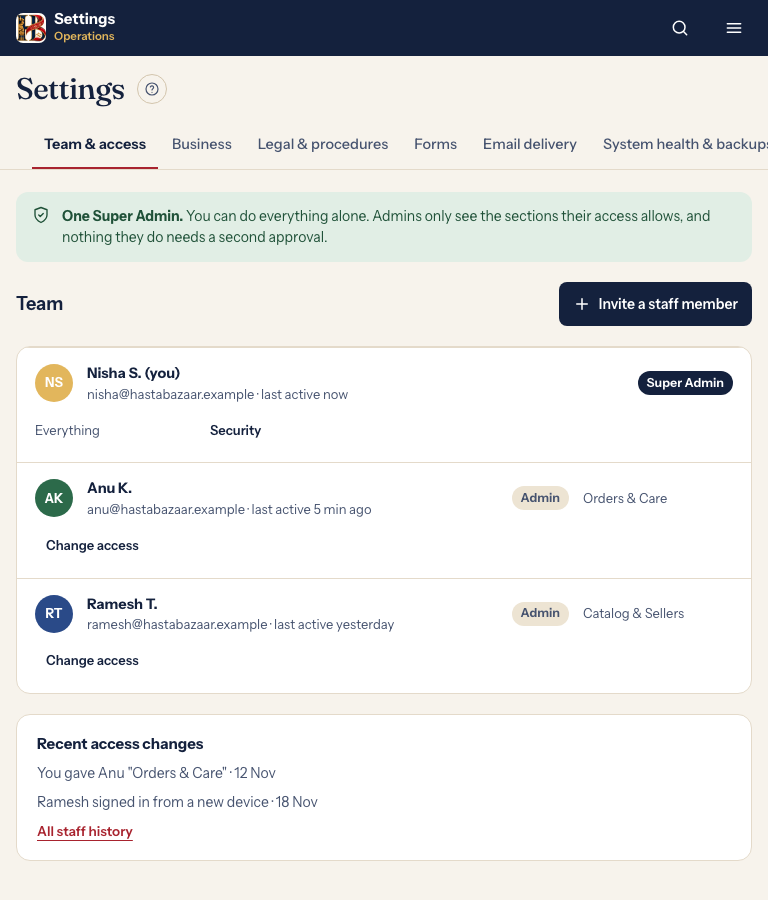 Settings
Operations
Settings
Team & access Business Legal & procedures Forms Email delivery System health & backups
One Super Admin. You can do everything alone. Admins only see the sections their access allows, and
nothing they do needs a second approval.
Team
Invite a staff member
NS
Nisha S. (you)
nisha@hastabazaar.example · last active now
Super Admin
Everything
Security
AK
Anu K.
anu@hastabazaar.example · last active 5 min ago
Admin
Orders & Care
Change access
RT
Ramesh T.
ramesh@hastabazaar.example · last active yesterday
Admin
Catalog & Sellers
Change access
Recent access changes
You gave Anu "Orders & Care" · 12 Nov
Ramesh signed in from a new device · 18 Nov
All staff history